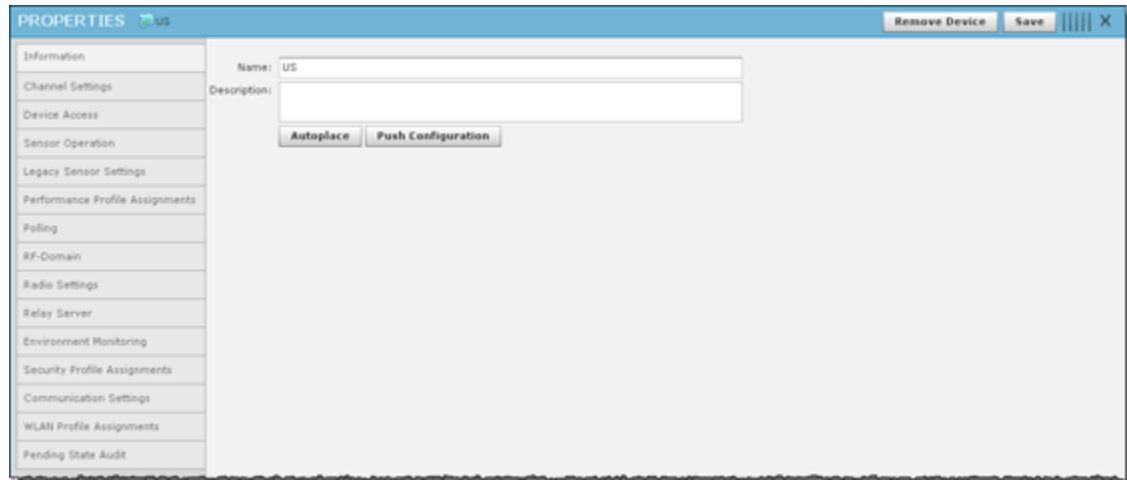 PROPERTIES US
Remove Device Save X
Information
Channel Settings
Device Access
Sensor Operation
Legacy Sensor Settings
Performance Profile Assignments
Polling
RF-Domain
Radio Settings
Relay Server
Environment Monitoring
Security Profile Assignments
Communication Settings
WLAN Profile Assignments
Pending State Audit
Name: US
Description:
Autoplace Push Configuration